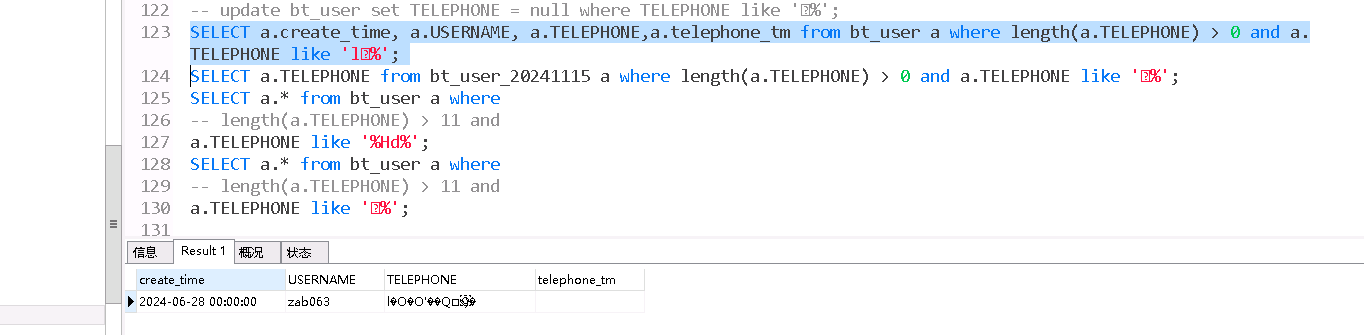 122 -- update bt_user set TELEPHONE = null where TELEPHONE like '�%';
123 SELECT a.create_time, a.USERNAME, a.TELEPHONE,a.telephone_tm from bt_user a where length(a.TELEPHONE) > 0 and a.
TELEPHONE like 'l�%';
124 SELECT a.TELEPHONE from bt_user_20241115 a where length(a.TELEPHONE) > 0 and a.TELEPHONE like '�%';
125 SELECT a.* from bt_user a where
126 -- length(a.TELEPHONE) > 11 and
127 a.TELEPHONE like '%Hd%';
128 SELECT a.* from bt_user a where
129 -- length(a.TELEPHONE) > 11 and
130 a.TELEPHONE like '�%';
131
信息 Result 1 概况 状态
create_time USERNAME TELEPHONE telephone_tm
2024-06-28 00:00:00 zab063